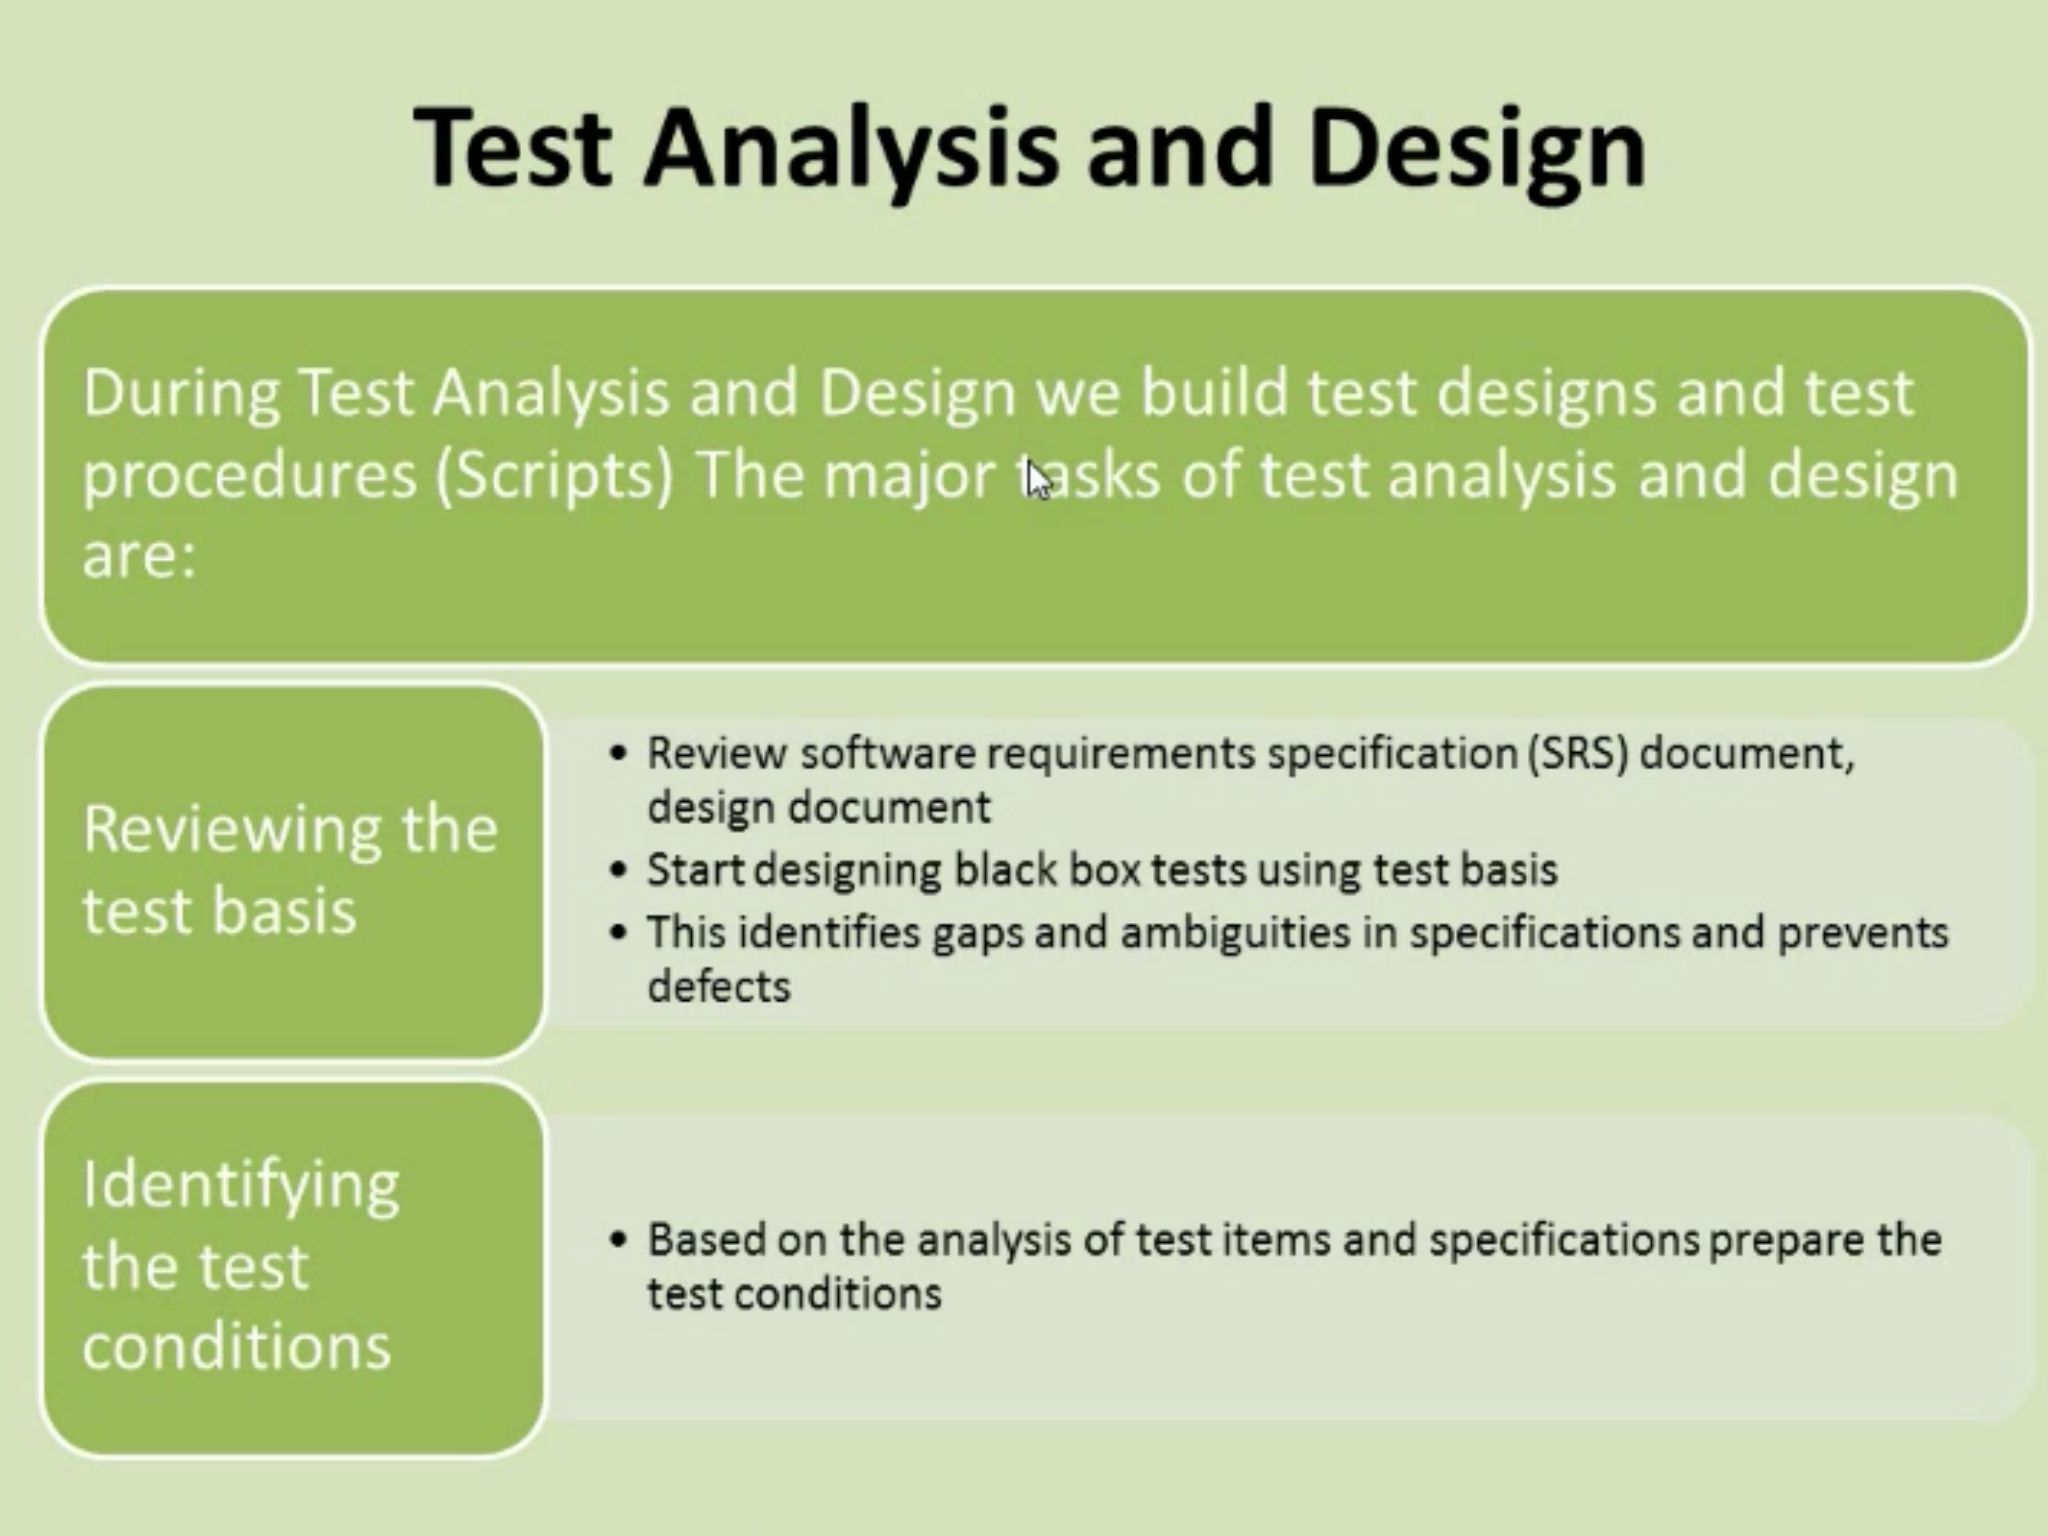 Test Analysis and Design
During Test Analysis and Design we build test designs and test
procedures (Scripts) The major tasks of test analysis and design
are:
Reviewing the
test basis
• Review software requirements specification (SRS) document,
design document
• Start designing black box tests using test basis
• This identifies gaps and ambiguities in specifications and prevents
defects
Identifying
the test
conditions
• Based on the analysis of test items and specifications prepare the
test conditions